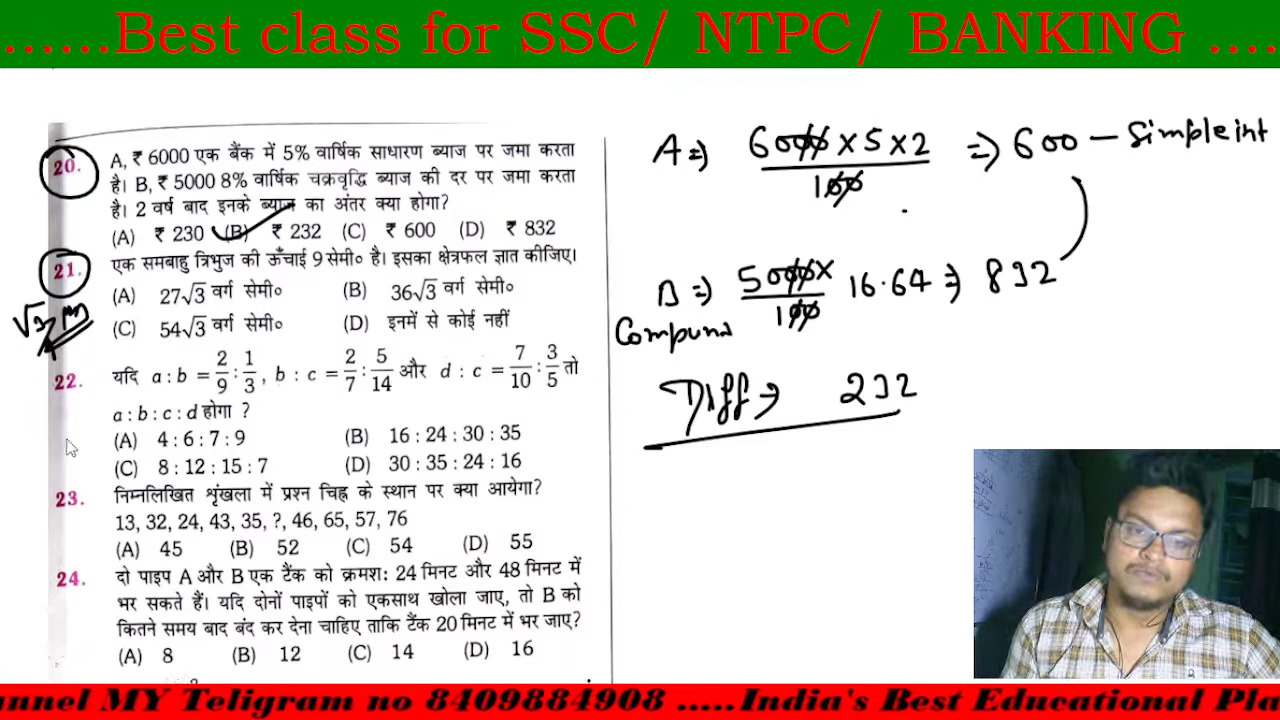 ......Best class for SSC/ NTPC/ BANKING ....
20. A, ₹ 6000 एक बैंक में 5% वार्षिक साधारण ब्याज पर जमा करता
है। B, ₹ 5000 8% वार्षिक चक्रवृद्धि ब्याज की दर पर जमा करता
है। 2 वर्ष बाद इनके ब्याज का अंतर क्या होगा?
(A) ₹ 230 (B) ₹ 232 (C) ₹ 600 (D) ₹ 832
21. एक समबाहु त्रिभुज की ऊँचाई 9 सेमी० है। इसका क्षेत्रफल ज्ञात कीजिए।
(A) 27√3 वर्ग सेमी० (B) 36√3 वर्ग सेमी०
(C) 54√3 वर्ग सेमी० (D) इनमें से कोई नहीं
22. यदि a : b = 2/9 : 1/3, b : c = 2/7 : 5/14 और d : c = 7/10 : 3/5 तो
a : b : c : d होगा ?
(A) 4 : 6 : 7 : 9 (B) 16 : 24 : 30 : 35
(C) 8 : 12 : 15 : 7 (D) 30 : 35 : 24 : 16
23. निम्नलिखित शृंखला में प्रश्न चिह्न के स्थान पर क्या आयेगा?
13, 32, 24, 43, 35, ?, 46, 65, 57, 76
(A) 45 (B) 52 (C) 54 (D) 55
24. दो पाइप A और B एक टैंक को क्रमश: 24 मिनट और 48 मिनट में
भर सकते हैं। यदि दोनों पाइपों को एकसाथ खोला जाए, तो B को
कितने समय बाद बंद कर देना चाहिए ताकि टैंक 20 मिनट में भर जाए?
(A) 8 (B) 12 (C) 14 (D) 16
A ⇒ 6000 × 5 × 2 / 100 ⇒ 600 – Simple int
B ⇒ 5000 × / 100 16.64 ⇒ 832
Compoun
Diff ⇒ 232
nnel MY Teligram no 8409884908 .....India's Best Educational Pla